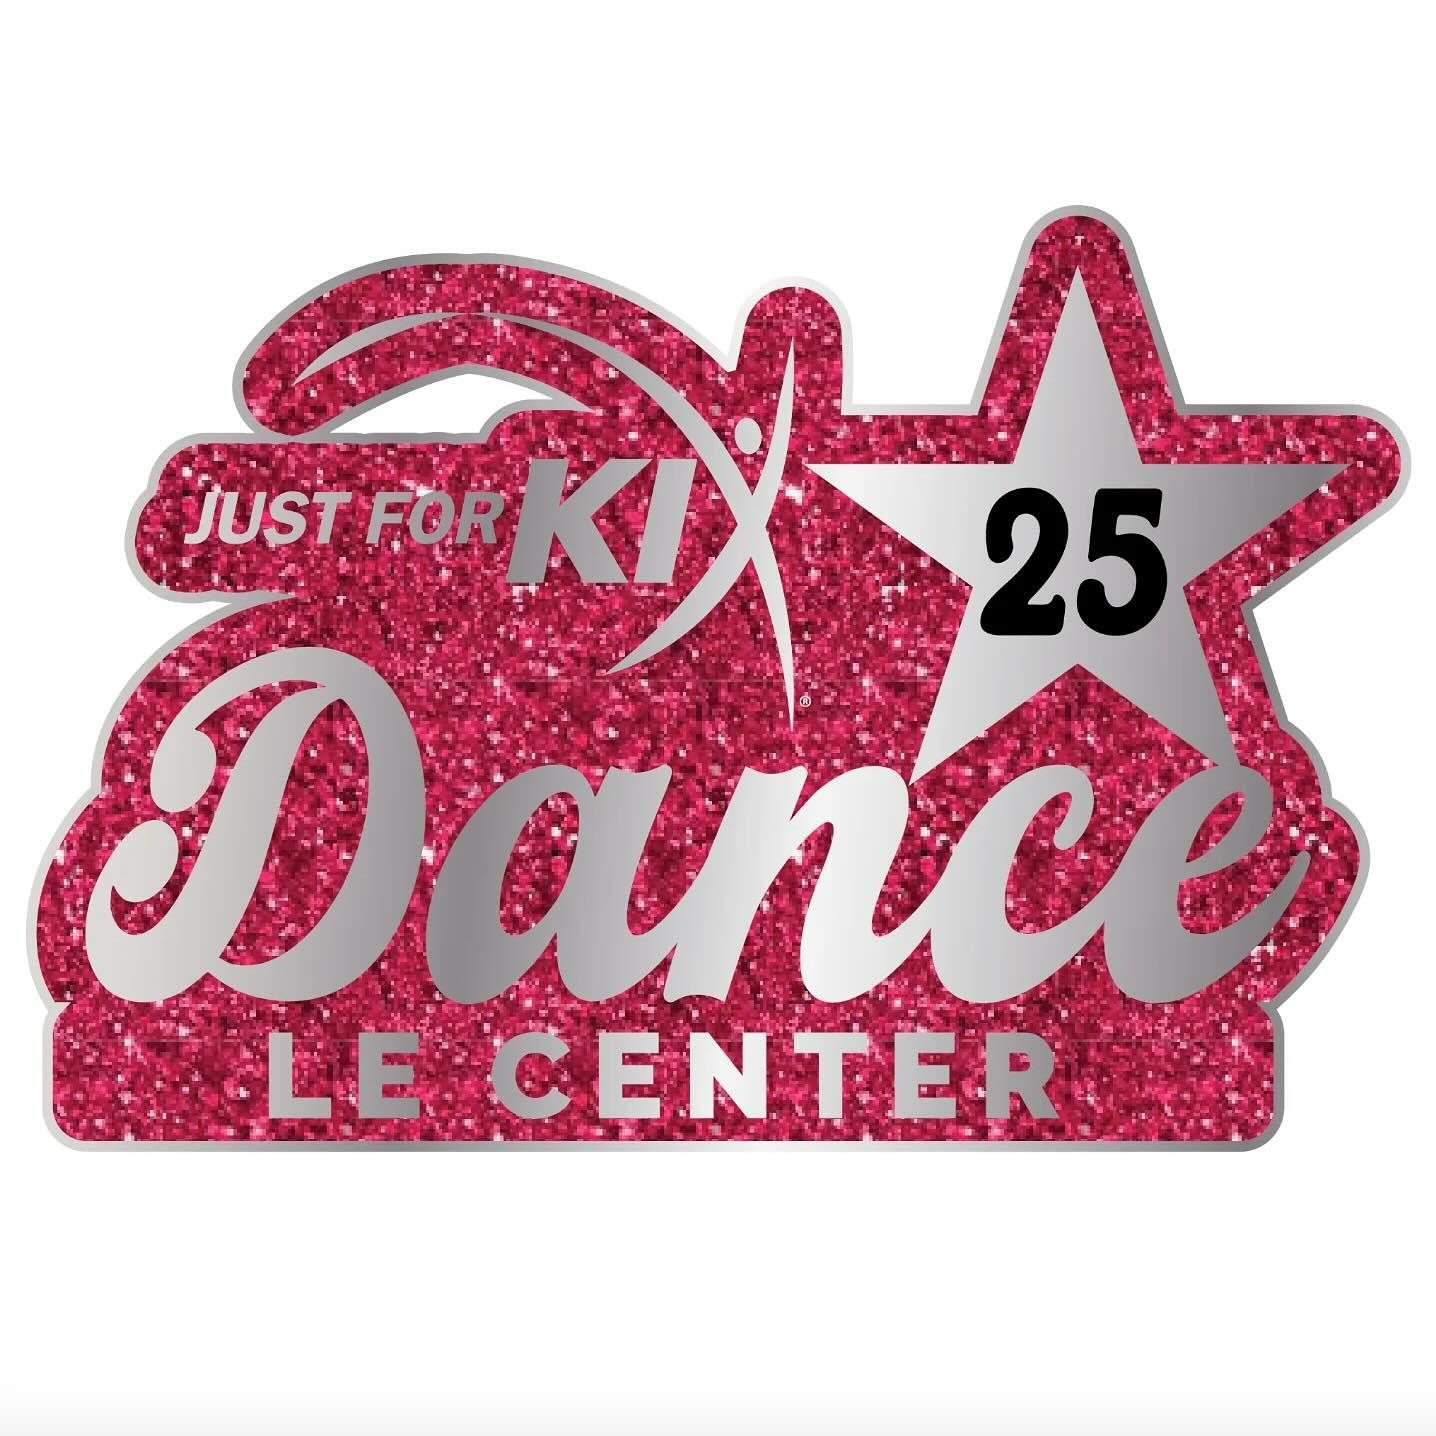 JUST FOR KIX ®
25
Dance
LE CENTER